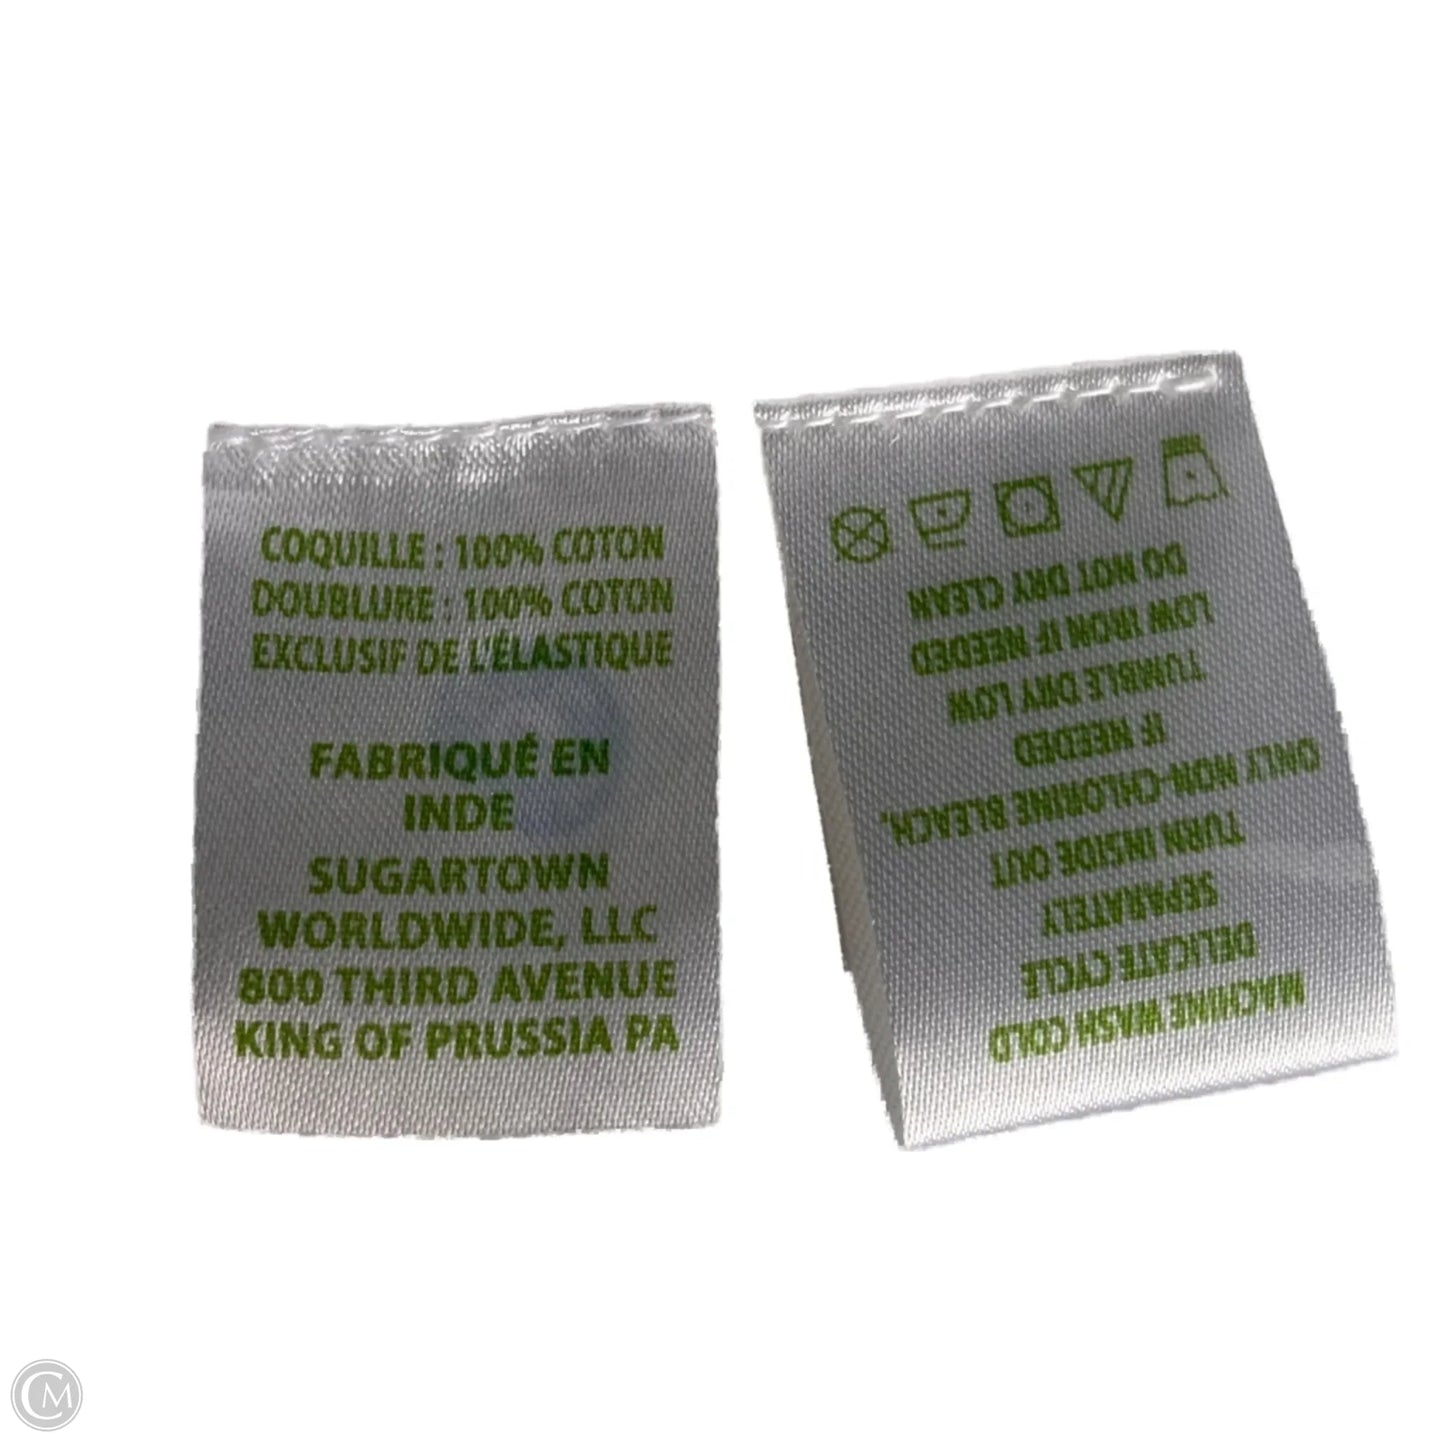 COQUILLE : 100% COTON
DOUBLURE : 100% COTON
EXCLUSIF DE L'ÉLASTIQUE
FABRIQUÉ EN
INDE
SUGARTOWN
WORLDWIDE, LLC
800 THIRD AVENUE
KING OF PRUSSIA PA
MACHINE WASH COLD
DELICATE CYCLE
SEPARATELY
TURN INSIDE OUT
ONLY NON-CHLORINE BLEACH,
IF NEEDED
TUMBLE DRY LOW
LOW IRON IF NEEDED
DO NOT DRY CLEAN
CM